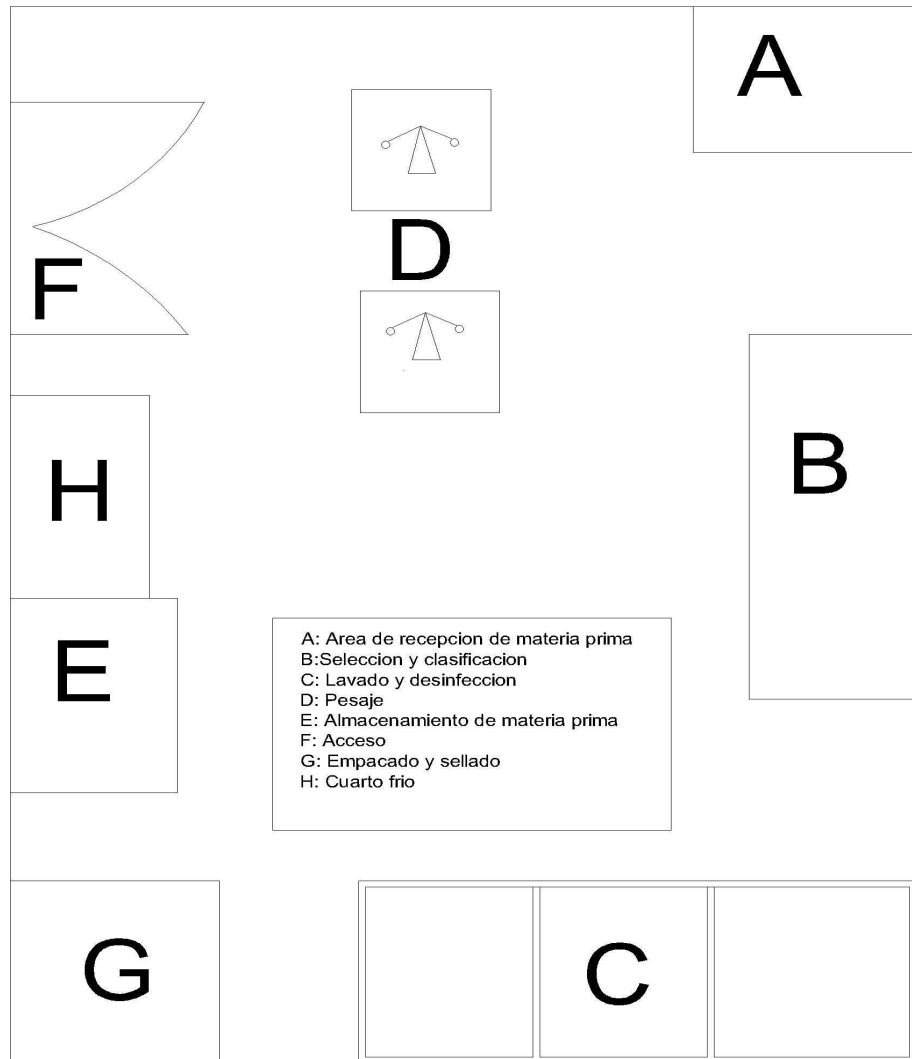 A
D
F
B
H
E
A: Area de recepcion de materia prima
B:Seleccion y clasificacion
C: Lavado y desinfeccion
D: Pesaje
E: Almacenamiento de materia prima
F: Acceso
G: Empacado y sellado
H: Cuarto frio
G
C